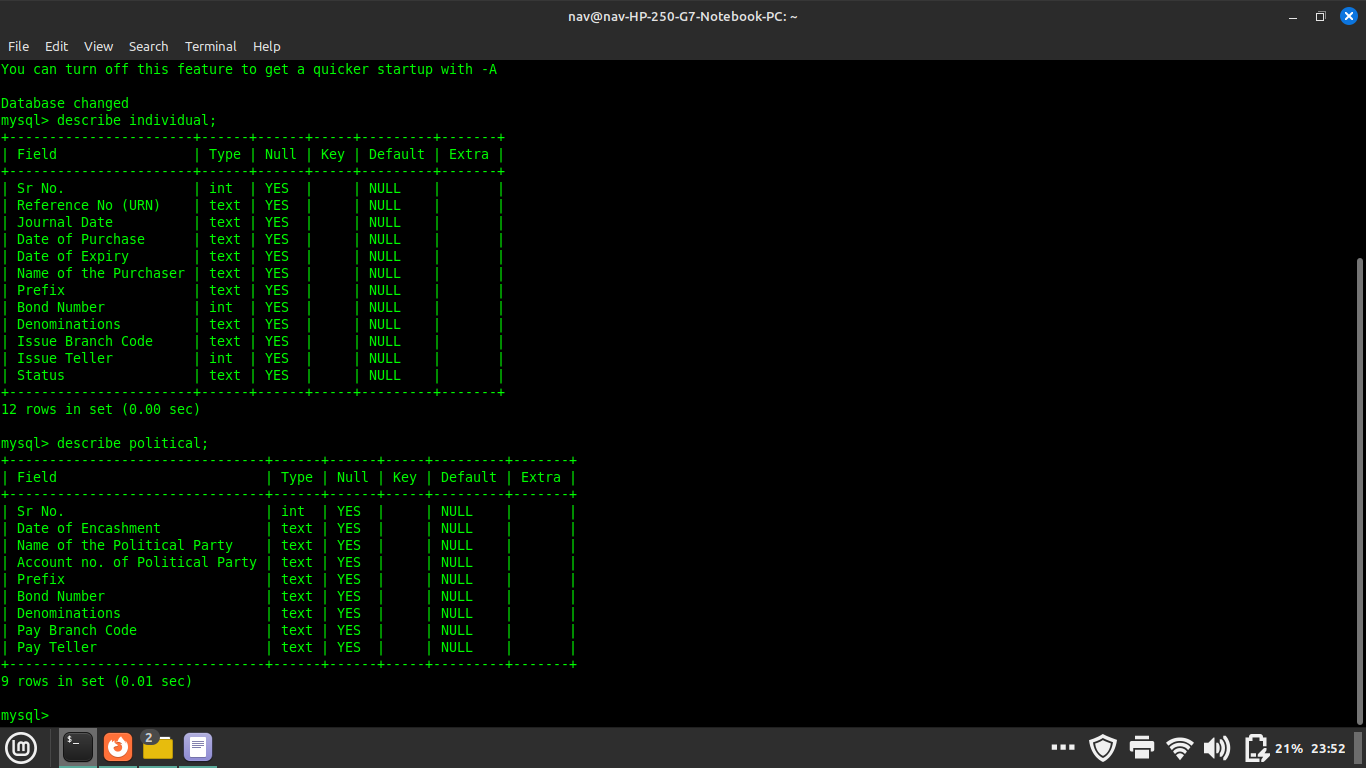 nav@nav-HP-250-G7-Notebook-PC: ~
File Edit View Search Terminal Help
You can turn off this feature to get a quicker startup with -A
Database changed
mysql> describe individual;
+-----------------------+------+------+-----+---------+-------+
| Field                 | Type | Null | Key | Default | Extra |
+-----------------------+------+------+-----+---------+-------+
| Sr No.                | int  | YES  |     | NULL    |       |
| Reference No (URN)    | text | YES  |     | NULL    |       |
| Journal Date          | text | YES  |     | NULL    |       |
| Date of Purchase      | text | YES  |     | NULL    |       |
| Date of Expiry        | text | YES  |     | NULL    |       |
| Name of the Purchaser | text | YES  |     | NULL    |       |
| Prefix                | text | YES  |     | NULL    |       |
| Bond Number           | int  | YES  |     | NULL    |       |
| Denominations         | text | YES  |     | NULL    |       |
| Issue Branch Code     | text | YES  |     | NULL    |       |
| Issue Teller          | int  | YES  |     | NULL    |       |
| Status                | text | YES  |     | NULL    |       |
+-----------------------+------+------+-----+---------+-------+
12 rows in set (0.00 sec)
mysql> describe political;
+--------------------------------+------+------+-----+---------+-------+
| Field                          | Type | Null | Key | Default | Extra |
+--------------------------------+------+------+-----+---------+-------+
| Sr No.                         | int  | YES  |     | NULL    |       |
| Date of Encashment             | text | YES  |     | NULL    |       |
| Name of the Political Party    | text | YES  |     | NULL    |       |
| Account no. of Political Party | text | YES  |     | NULL    |       |
| Prefix                         | text | YES  |     | NULL    |       |
| Bond Number                    | text | YES  |     | NULL    |       |
| Denominations                  | text | YES  |     | NULL    |       |
| Pay Branch Code                | text | YES  |     | NULL    |       |
| Pay Teller                     | text | YES  |     | NULL    |       |
+--------------------------------+------+------+-----+---------+-------+
9 rows in set (0.01 sec)
mysql>
$_ 2 21% 23:52